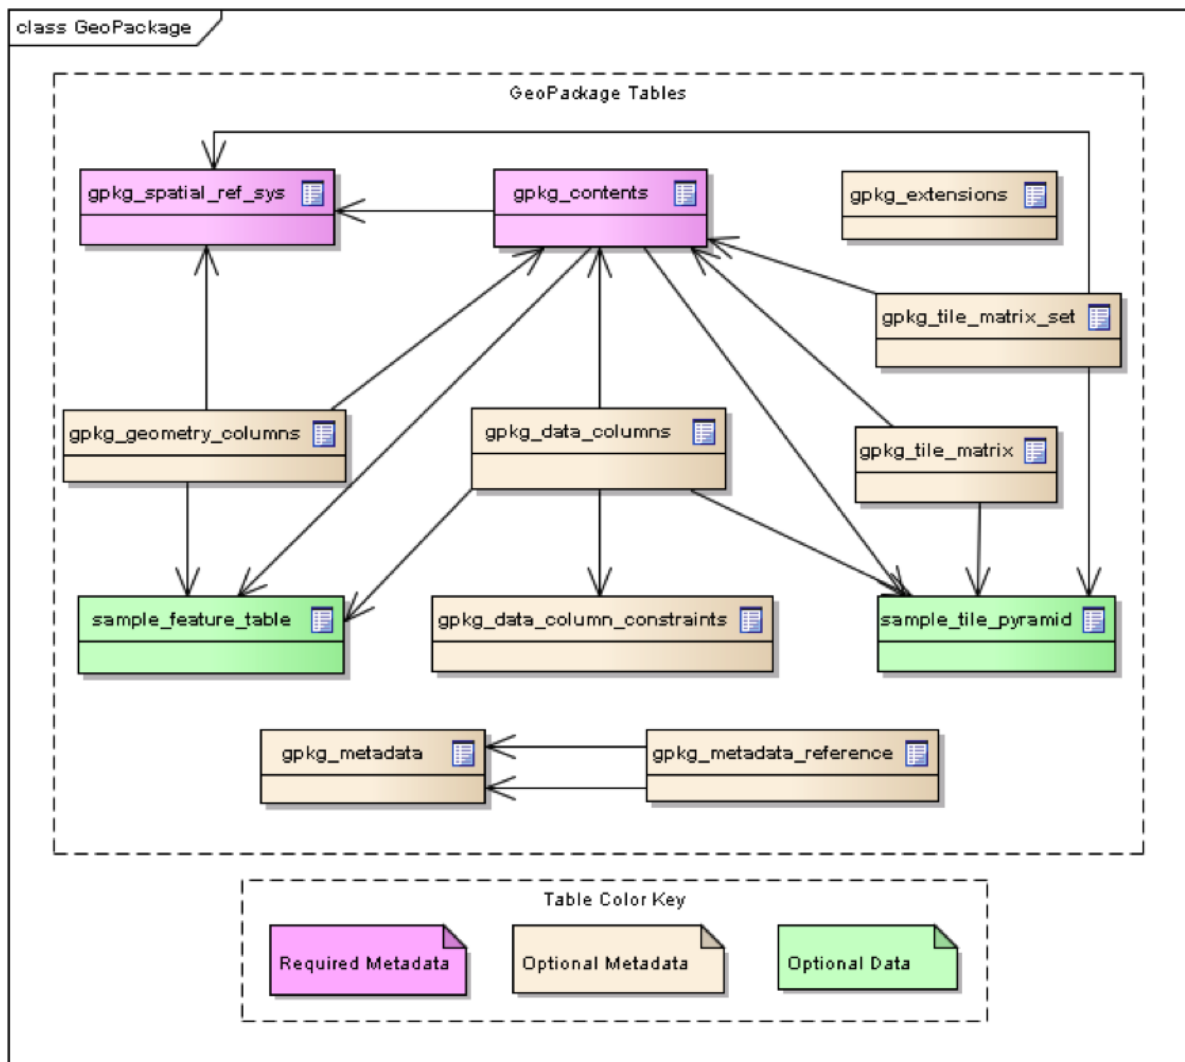 class GeoPackage
GeoPackage Tables
gpkg_spatial_ref_sys
gpkg_contents
gpkg_extensions
gpkg_tile_matrix_set
gpkg_geometry_columns
gpkg_data_columns
gpkg_tile_matrix
sample_feature_table
gpkg_data_column_constraints
sample_tile_pyramid
gpkg_metadata
gpkg_metadata_reference
Table Color Key
Required Metadata
Optional Metadata
Optional Data